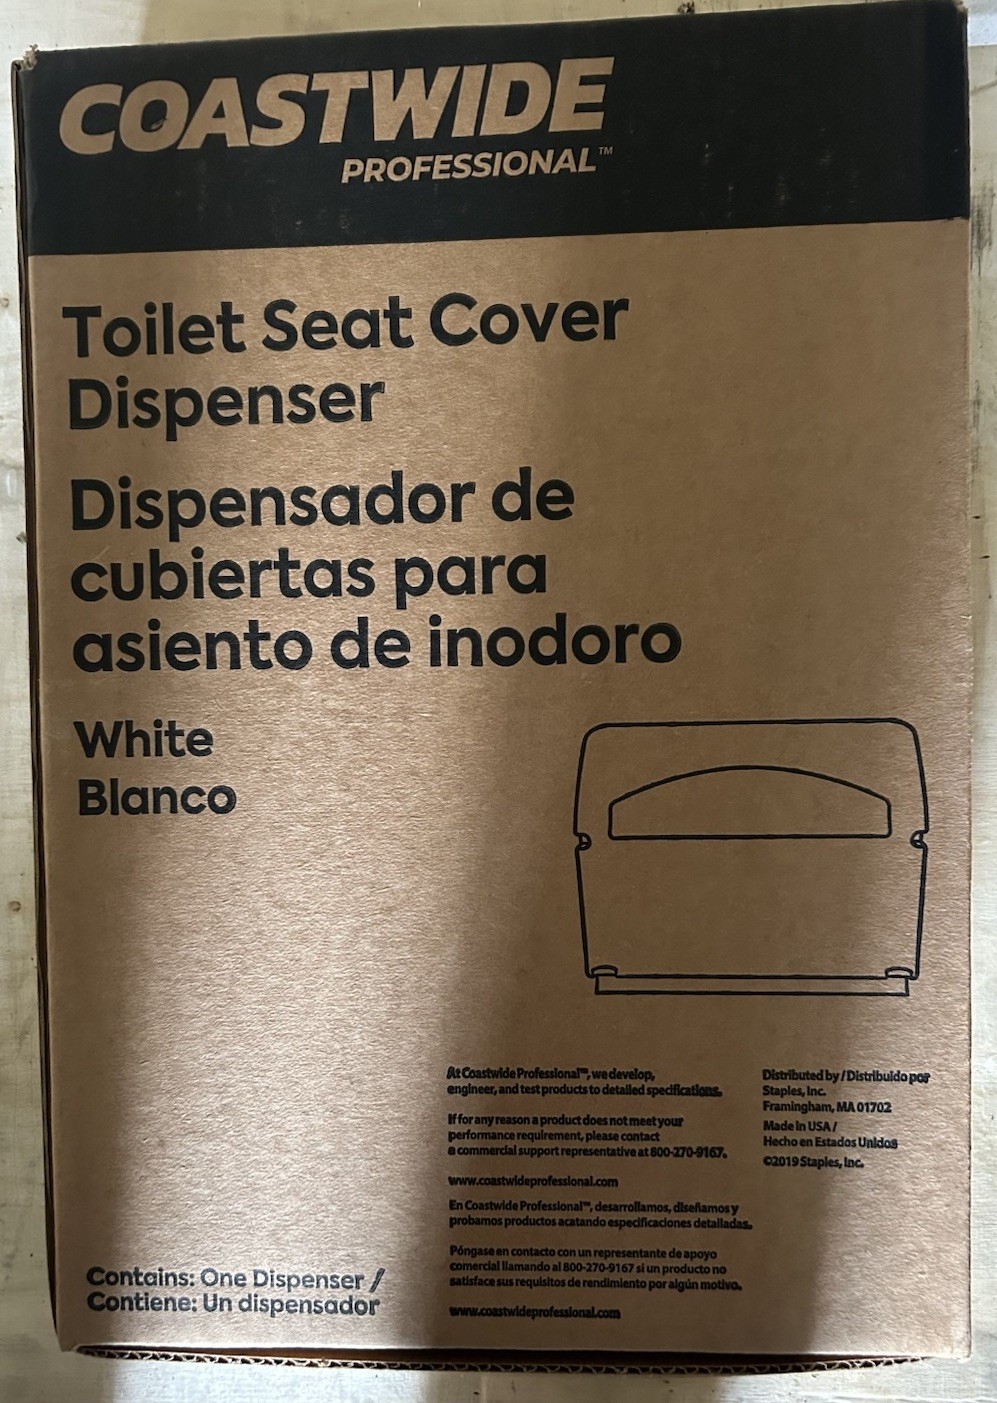 COASTWIDE
PROFESSIONAL™
Toilet Seat Cover
Dispenser
Dispensador de
cubiertas para
asiento de inodoro
White
Blanco
At Coastwide Professional™, we develop,
engineer, and test products to detailed specifications.
If for any reason a product does not meet your
performance requirement, please contact
a commercial support representative at 800-270-9167.
www.coastwideprofessional.com
En Coastwide Professional™, desarrollamos, diseñamos y
probamos productos acatando especificaciones detalladas.
Póngase en contacto con un representante de apoyo
comercial llamando al 800-270-9167 si un producto no
satisface sus requisitos de rendimiento por algún motivo.
www.coastwideprofessional.com
Distributed by / Distribuido por
Staples, Inc.
Framingham, MA 01702
Made in USA /
Hecho en Estados Unidos
©2019 Staples, Inc.
Contains: One Dispenser /
Contiene: Un dispensador